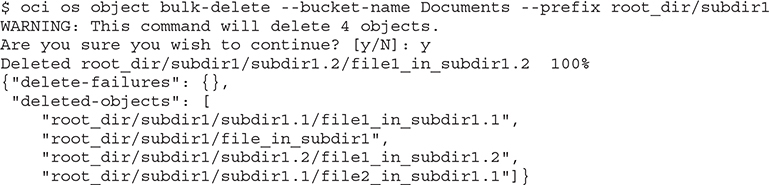 $ oci os object bulk-delete --bucket-name Documents --prefix root_dir/subdir1
WARNING: This command will delete 4 objects.
Are you sure you wish to continue? [y/N]: y
Deleted root_dir/subdir1/subdir1.2/file1_in_subdir1.2  100%
{"delete-failures": {},
 "deleted-objects": [
    "root_dir/subdir1/subdir1.1/file1_in_subdir1.1",
    "root_dir/subdir1/file_in_subdir1",
    "root_dir/subdir1/subdir1.2/file1_in_subdir1.2",
    "root_dir/subdir1/subdir1.1/file2_in_subdir1.1"]}